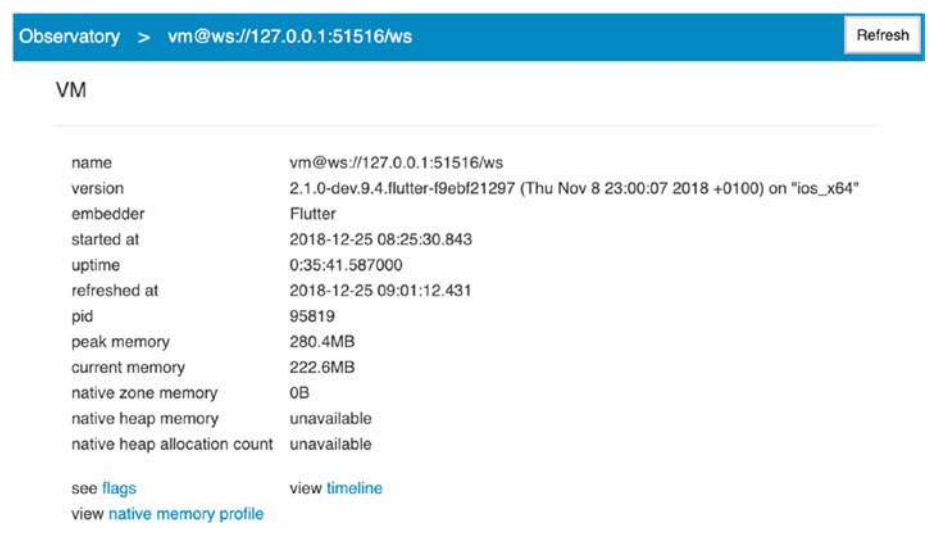 Observatory > vm@ws://127.0.0.1:51516/ws Refresh
VM
name vm@ws://127.0.0.1:51516/ws
version 2.1.0-dev.9.4.flutter-f9ebf21297 (Thu Nov 8 23:00:07 2018 +0100) on "ios_x64"
embedder Flutter
started at 2018-12-25 08:25:30.843
uptime 0:35:41.587000
refreshed at 2018-12-25 09:01:12.431
pid 95819
peak memory 280.4MB
current memory 222.6MB
native zone memory 0B
native heap memory unavailable
native heap allocation count unavailable
see flags view timeline
view native memory profile